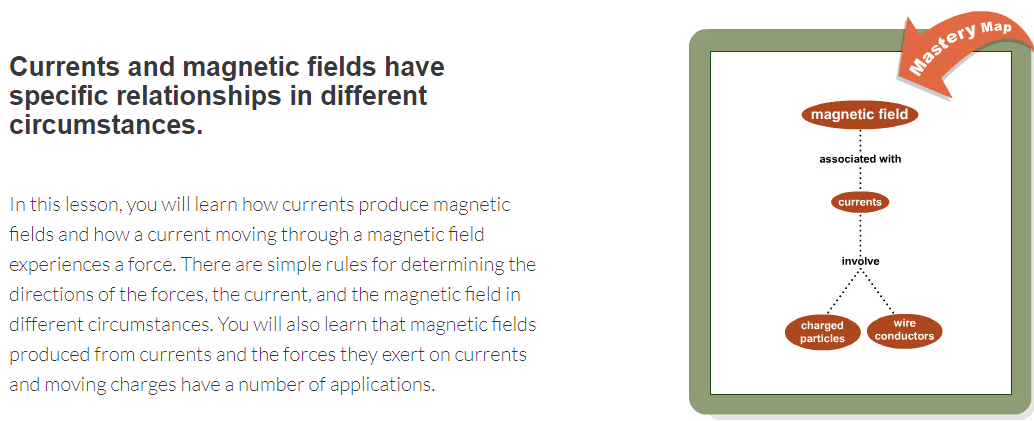 Currents and magnetic fields have
specific relationships in different
circumstances.
In this lesson, you will learn how currents produce magnetic
fields and how a current moving through a magnetic field
experiences a force. There are simple rules for determining the
directions of the forces, the current, and the magnetic field in
different circumstances. You will also learn that magnetic fields
produced from currents and the forces they exert on currents
and moving charges have a number of applications.
Mastery Map
magnetic field
associated with
currents
involve
charged
particles
wire
conductors